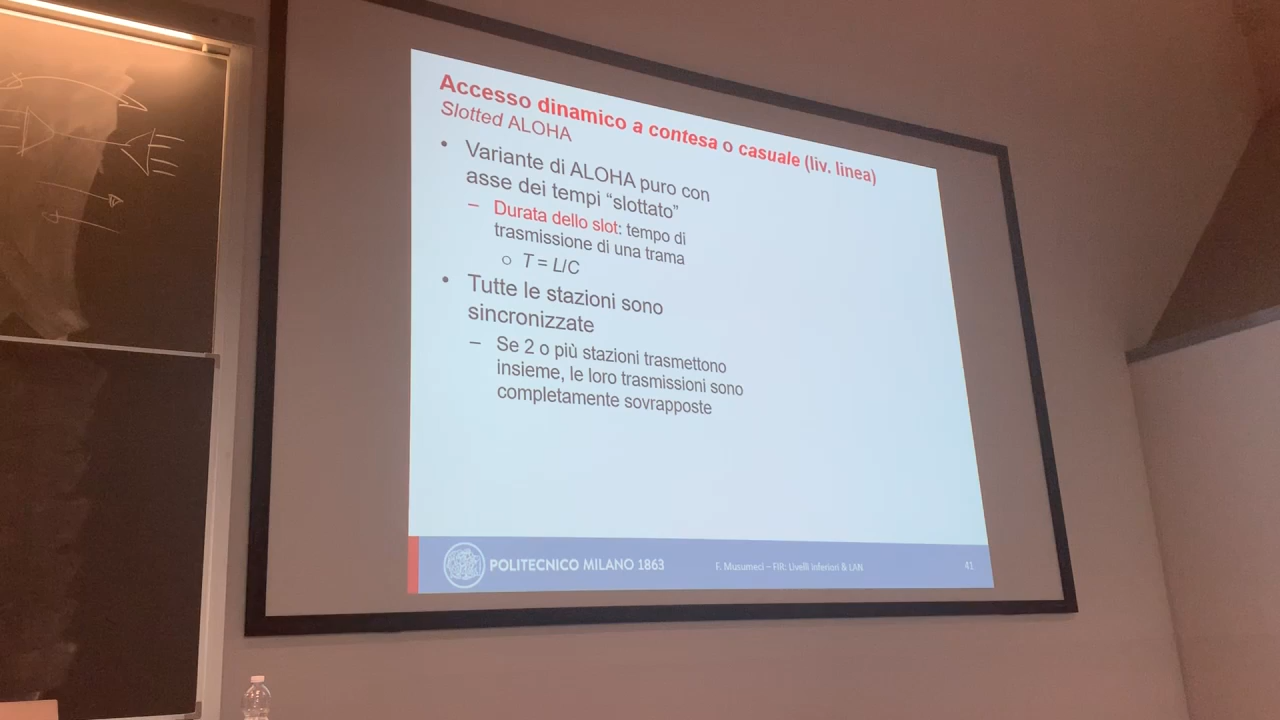 Accesso dinamico a contesa o casuale (liv. linea)
Slotted ALOHA
• Variante di ALOHA puro con
asse dei tempi “slottato”
– Durata dello slot: tempo di
trasmissione di una trama
o T = L/C
• Tutte le stazioni sono
sincronizzate
– Se 2 o più stazioni trasmettono
insieme, le loro trasmissioni sono
completamente sovrapposte
POLITECNICO MILANO 1863
F. Musumeci – FIR: Livelli Inferiori & LAN
41